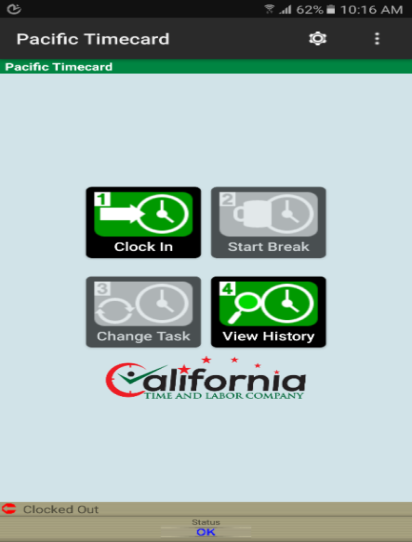 62% 10:16 AM
Pacific Timecard
Pacific Timecard
1
Clock In
2
Start Break
3
Change Task
4
View History
California
TIME AND LABOR COMPANY
Clocked Out
Status
OK